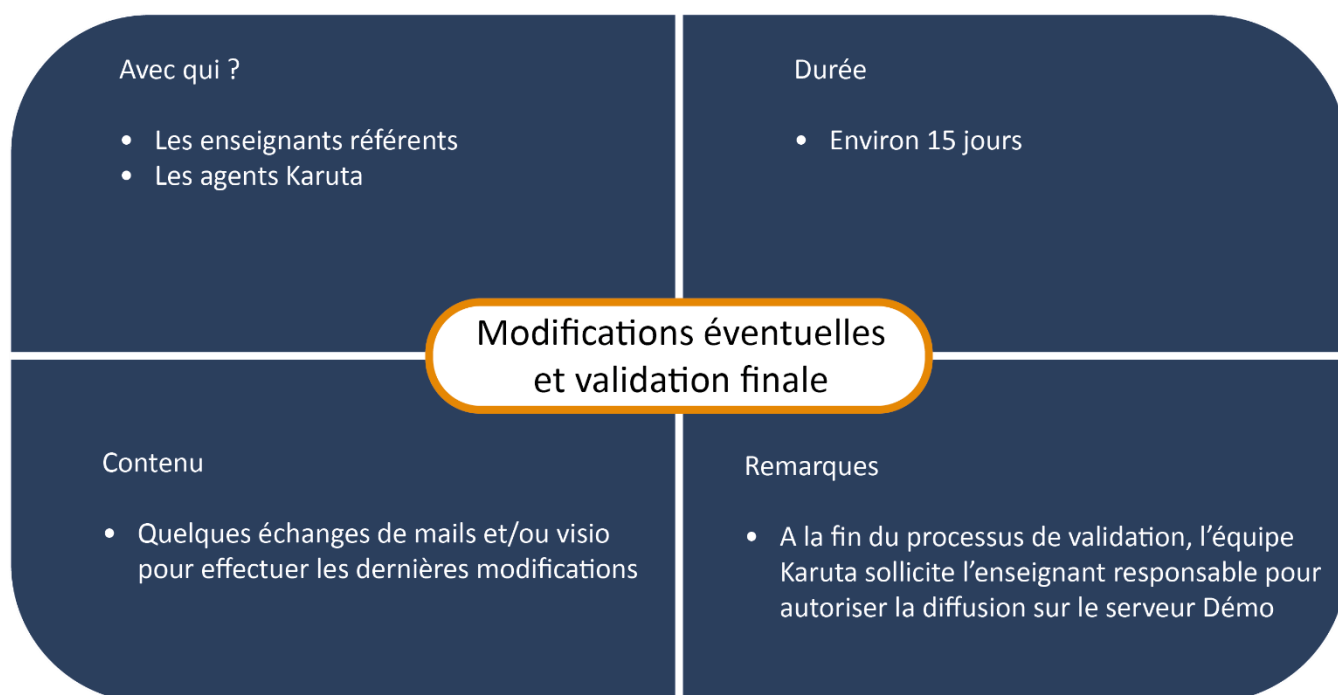 Avec qui ?
• Les enseignants référents
• Les agents Karuta
Durée
• Environ 15 jours
Modifications éventuelles
et validation finale
Contenu
• Quelques échanges de mails et/ou visio
pour effectuer les dernières modifications
Remarques
• A la fin du processus de validation, l’équipe
Karuta sollicite l’enseignant responsable pour
autoriser la diffusion sur le serveur Démo